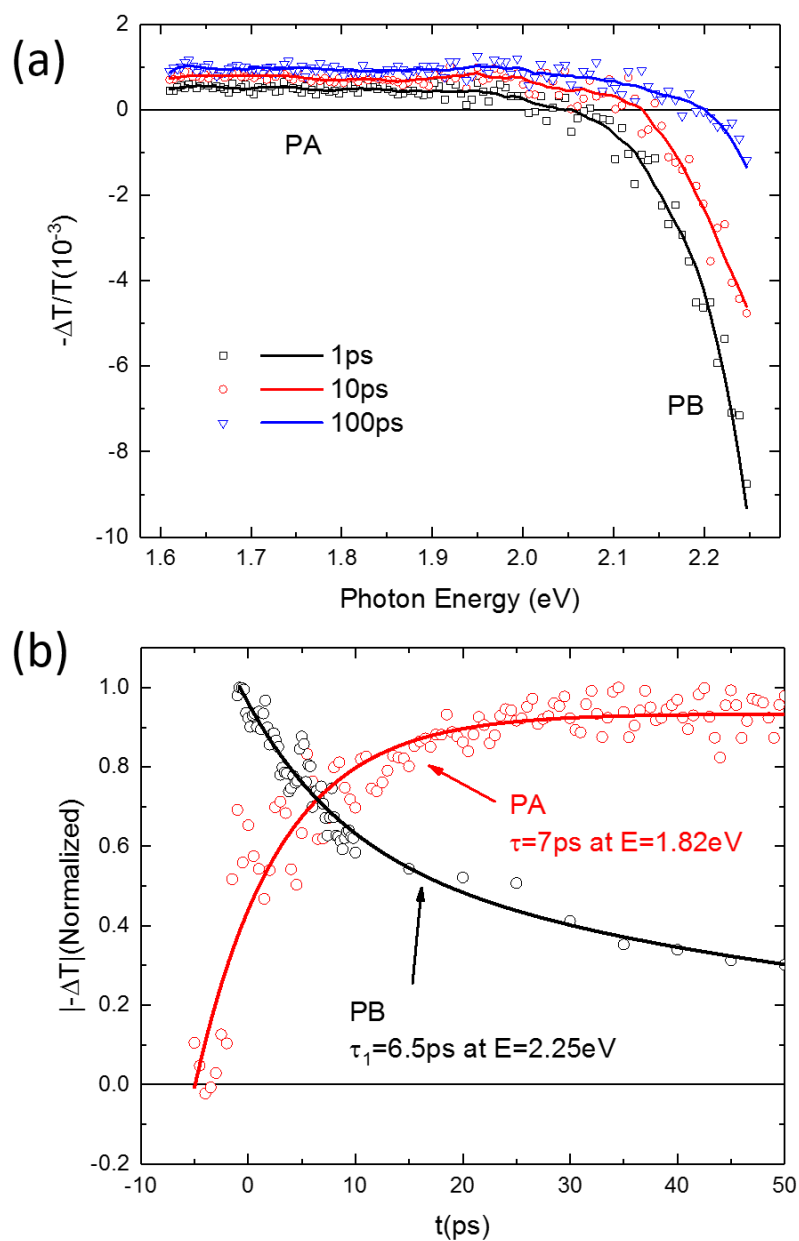 (a)
2
0
-2
-4
-6
-8
-10
-ΔT/T(10⁻³)
PA
PB
1ps
10ps
100ps
1.6 1.7 1.8 1.9 2.0 2.1 2.2
Photon Energy (eV)
(b)
1.0
0.8
0.6
0.4
0.2
0.0
-0.2
|-ΔT|(Normalized)
PA
τ=7ps at E=1.82eV
PB
τ₁=6.5ps at E=2.25eV
-10 0 10 20 30 40 50
t(ps)